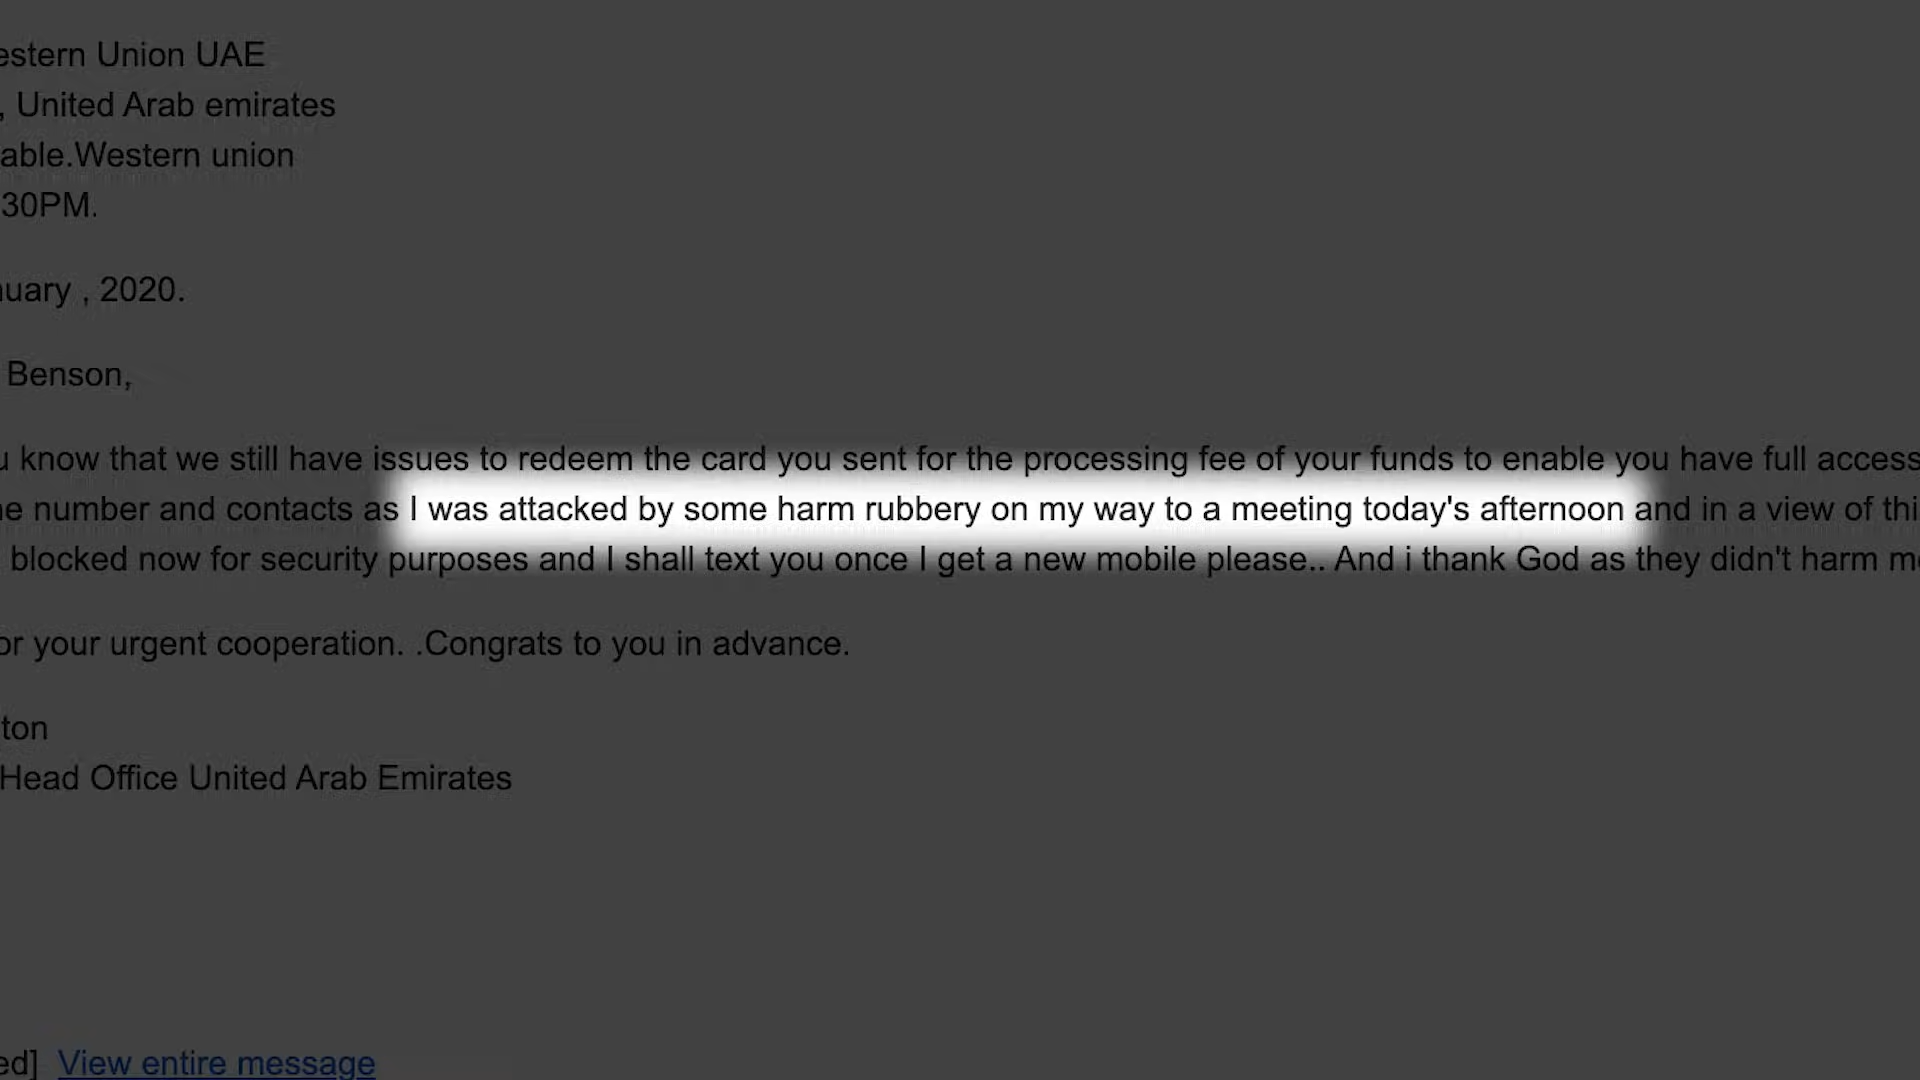 estern Union UAE
, United Arab emirates
able.Western union
30PM.
uary , 2020.
Benson,
u know that we still have issues to redeem the card you sent for the processing fee of your funds to enable you have full access
e number and contacts as I was attacked by some harm rubbery on my way to a meeting today's afternoon and in a view of thi
blocked now for security purposes and I shall text you once I get a new mobile please.. And i thank God as they didn't harm me
or your urgent cooperation. .Congrats to you in advance.
ton
Head Office United Arab Emirates
ed] View entire message